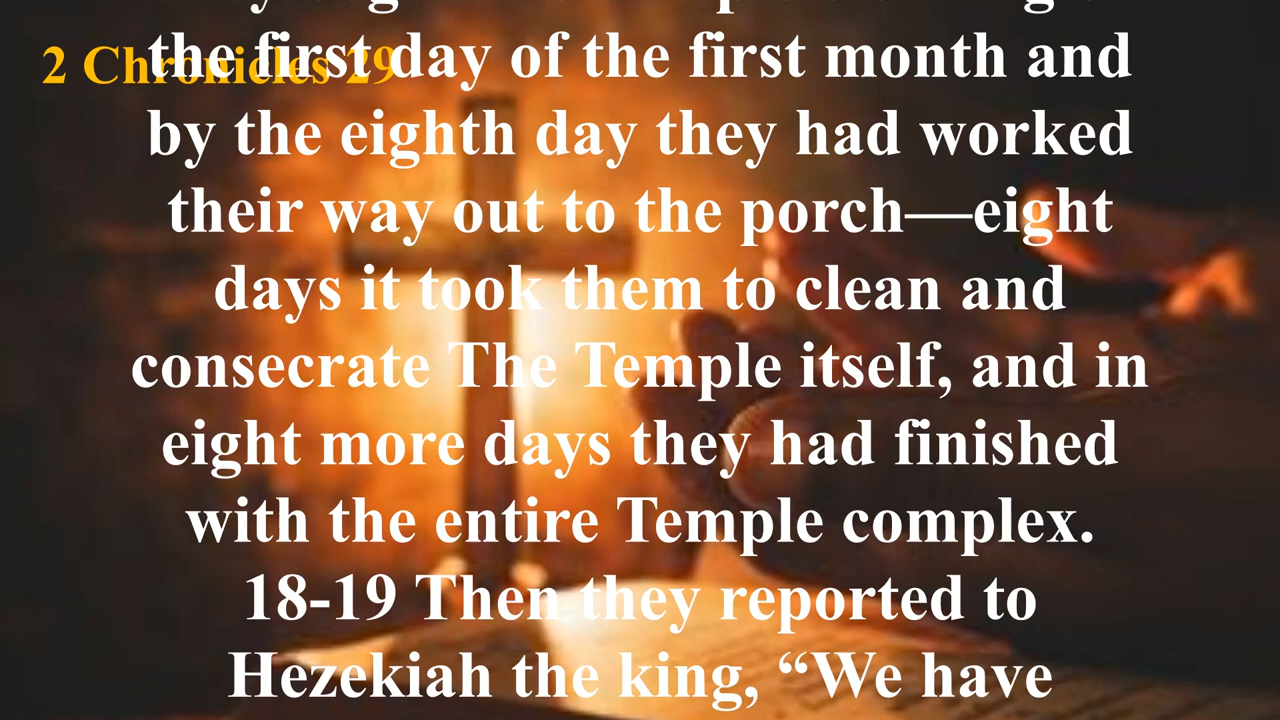 2 Chronicles 29
the first day of the first month and
by the eighth day they had worked
their way out to the porch—eight
days it took them to clean and
consecrate The Temple itself, and in
eight more days they had finished
with the entire Temple complex.
18-19 Then they reported to
Hezekiah the king, “We have